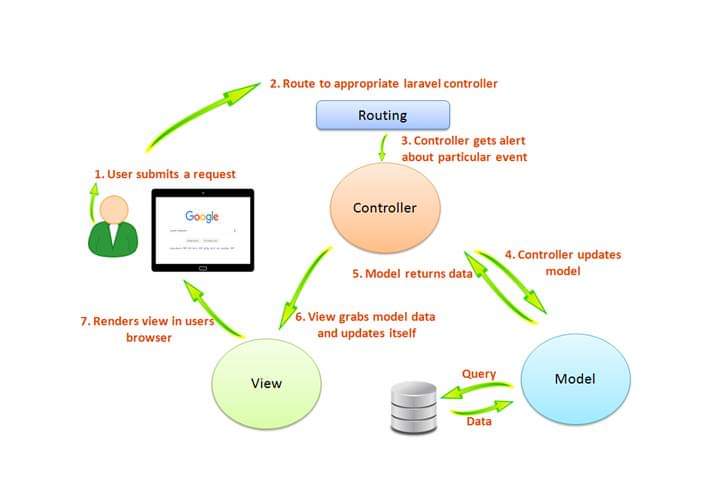 2. Route to appropriate laravel controller
Routing
3. Controller gets alert
about particular event
1. User submits a request
Google
Controller
4. Controller updates
model
5. Model returns data
6. View grabs model data
and updates itself
7. Renders view in users
browser
View
Query
Model
Data